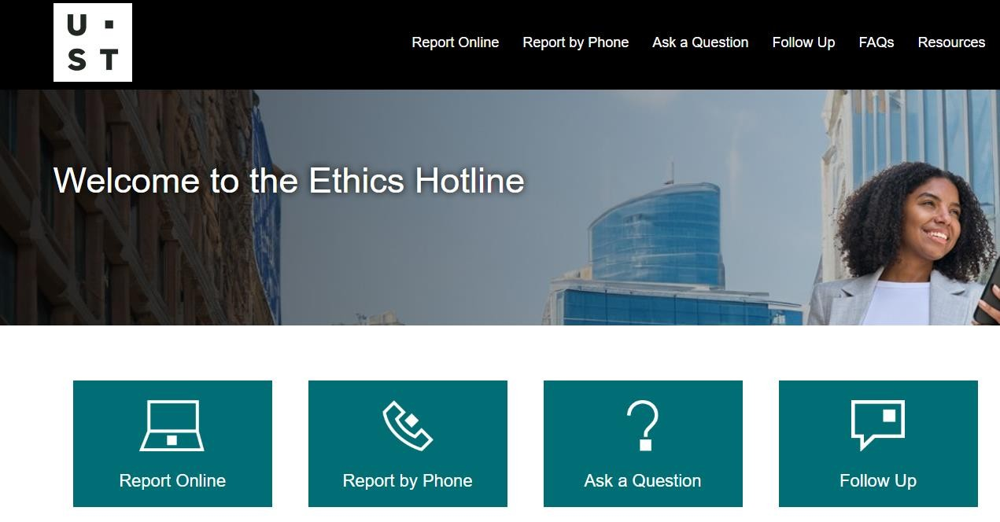 U
ST
Report Online Report by Phone Ask a Question Follow Up FAQs Resources
Welcome to the Ethics Hotline
Report Online Report by Phone Ask a Question Follow Up